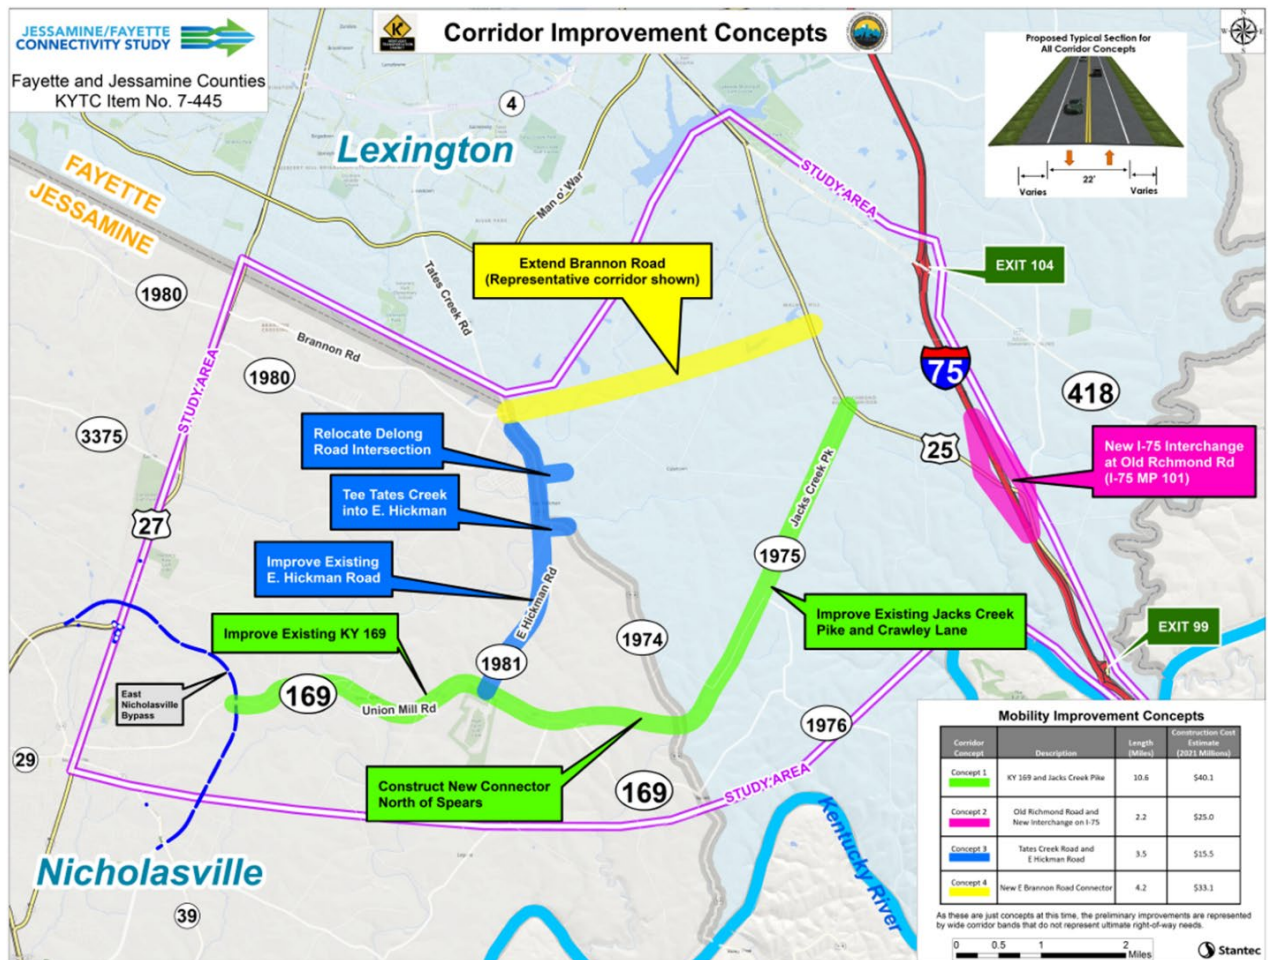 JESSAMINE/FAYETTE
CONNECTIVITY STUDY
Fayette and Jessamine Counties
KYTC Item No. 7-445
Corridor Improvement Concepts
Proposed Typical Section for
All Corridor Concepts
Varies
22'
Varies
4
Lexington
FAYETTE
JESSAMINE
Man o' War
STUDY AREA
EXIT 104
Extend Brannon Road
(Representative corridor shown)
Tates Creek Rd
1980
Brannon Rd
1980
STUDY AREA
75
418
3375
Relocate Delong
Road Intersection
25
New I-75 Interchange
at Old Rchmond Rd
(I-75 MP 101)
Tee Tates Creek
into E. Hickman
Jacks Creek Pk
27
1975
Improve Existing
E. Hickman Road
E Hickman Rd
Improve Existing KY 169
1974
Improve Existing Jacks Creek
Pike and Crawley Lane
EXIT 99
1981
East
Nicholasville
Bypass
169
Union Mill Rd
1976
29
Construct New Connector
North of Spears
169
STUDY AREA
Kentucky River
Nicholasville
39
Mobility Improvement Concepts
Corridor
Concept
Description
Length
(Miles)
Construction Cost
Estimate
(2021 Millions)
Concept 1
KY 169 and Jacks Creek Pike
10.6
$40.1
Concept 2
Old Richmond Road and
New Interchange on I-75
2.2
$25.0
Concept 3
Tates Creek Road and
E Hickman Road
3.5
$15.5
Concept 4
New E Brannon Road Connector
4.2
$33.1
As these are just concepts at this time, the preliminary improvements are represented
by wide corridor bands that do not represent ultimate right-of-way needs.
0 0.5 1 2
Miles
Stantec